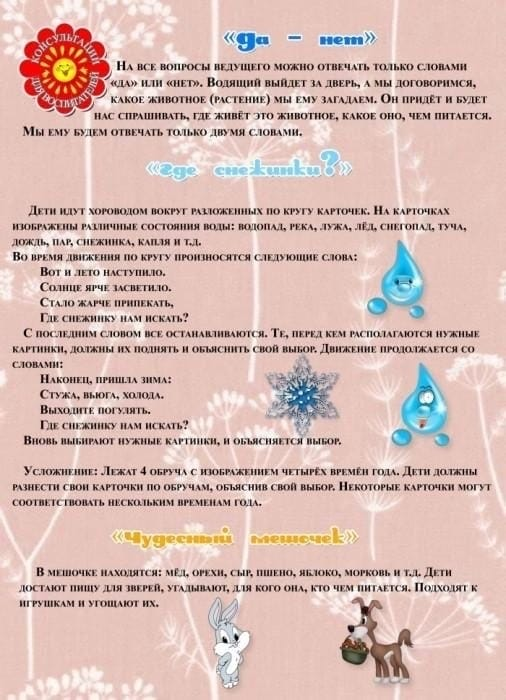 КОНСУЛЬТАЦИИ
ДЛЯ ВОСПИТАТЕЛЕЙ
«Да - нет»
На все вопросы ведущего можно отвечать только словами
«да» или «нет». Водящий выйдет за дверь, а мы договоримся,
какое животное (растение) мы ему загадаем. Он придёт и будет
нас спрашивать, где живёт это животное, какое оно, чем питается.
Мы ему будем отвечать только двумя словами.
«Где снежинки?»
Дети идут хороводом вокруг разложенных по кругу карточек. На карточках
изображены различные состояния воды: водопад, река, лужа, лёд, снегопад, туча,
дождь, пар, снежинка, капля и т.д.
Во время движения по кругу произносятся следующие слова:
Вот и лето наступило.
Солнце ярче засветило.
Стало жарче припекать,
Где снежинку нам искать?
С последним словом все останавливаются. Те, перед кем располагаются нужные
картинки, должны их поднять и объяснить свой выбор. Движение продолжается со
словами:
Наконец, пришла зима:
Стужа, вьюга, холода.
Выходите погулять.
Где снежинку нам искать?
Вновь выбирают нужные картинки, и объясняется выбор.
Усложнение: Лежат 4 обруча с изображением четырёх времён года. Дети должны
разнести свои карточки по обручам, объяснив свой выбор. Некоторые карточки могут
соответствовать нескольким временам года.
«Чудесный мешочек»
В мешочке находятся: мёд, орехи, сыр, пшено, яблоко, морковь и т.д. Дети
достают пищу для зверей, угадывают, для кого она, кто чем питается. Подходят к
игрушкам и угощают их.